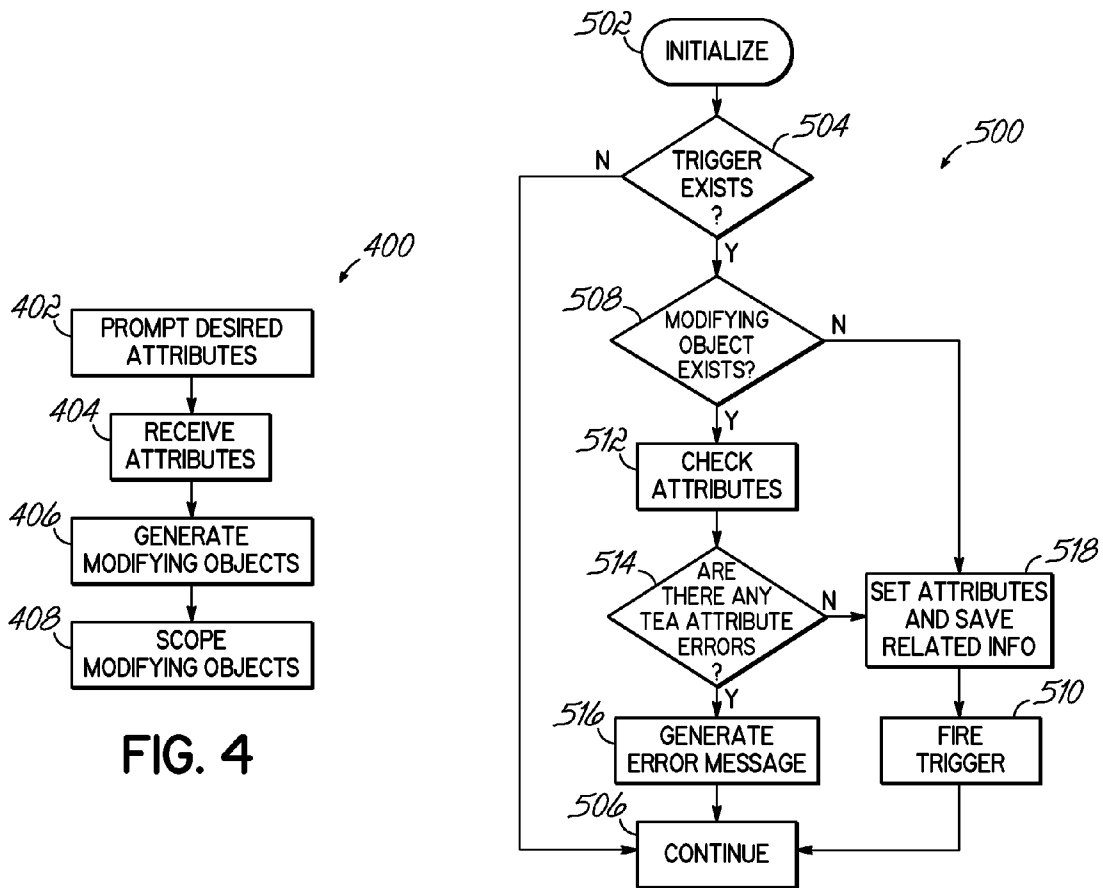 400
402
PROMPT DESIRED
ATTRIBUTES
404
RECEIVE
ATTRIBUTES
406
GENERATE
MODIFYING OBJECTS
408
SCOPE
MODIFYING OBJECTS
FIG. 4
500
502
INITIALIZE
504
TRIGGER
EXISTS
?
N
Y
508
MODIFYING
OBJECT
EXISTS?
N
Y
512
CHECK
ATTRIBUTES
514
ARE
THERE ANY
TEA ATTRIBUTE
ERRORS
?
N
Y
518
SET ATTRIBUTES
AND SAVE
RELATED INFO
516
GENERATE
ERROR MESSAGE
510
FIRE
TRIGGER
506
CONTINUE